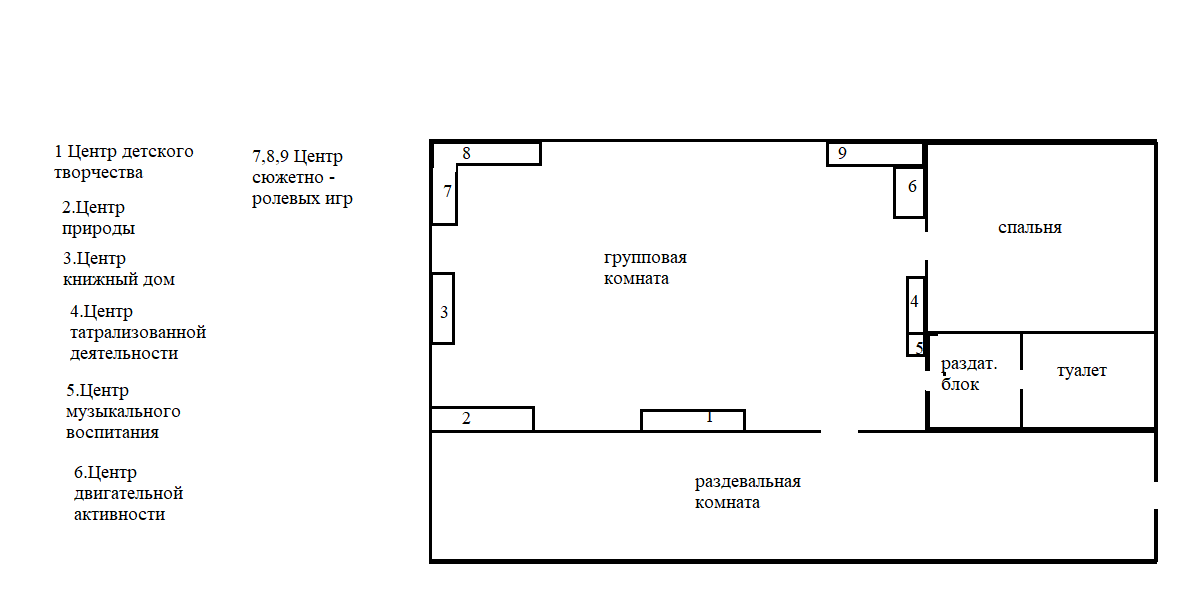 1 Центр детского
творчества
2.Центр
природы
3.Центр
книжный дом
4.Центр
татрализованной
деятельности
5.Центр
музыкального
воспитания
6.Центр
двигательной
активности
7,8,9 Центр
сюжетно -
ролевых игр
8
9
7
6
спальня
групповая
комната
3
4
5
раздат.
блок
туалет
2
1
раздевальная
комната